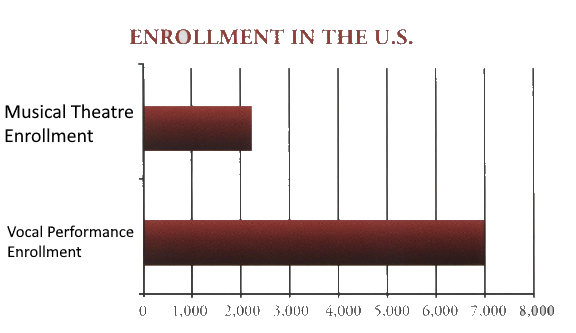 ENROLLMENT IN THE U.S.
Musical Theatre
Enrollment
Vocal Performance
Enrollment
0 1,000 2,000 3,000 4,000 5,000 6,000 7,000 8,000